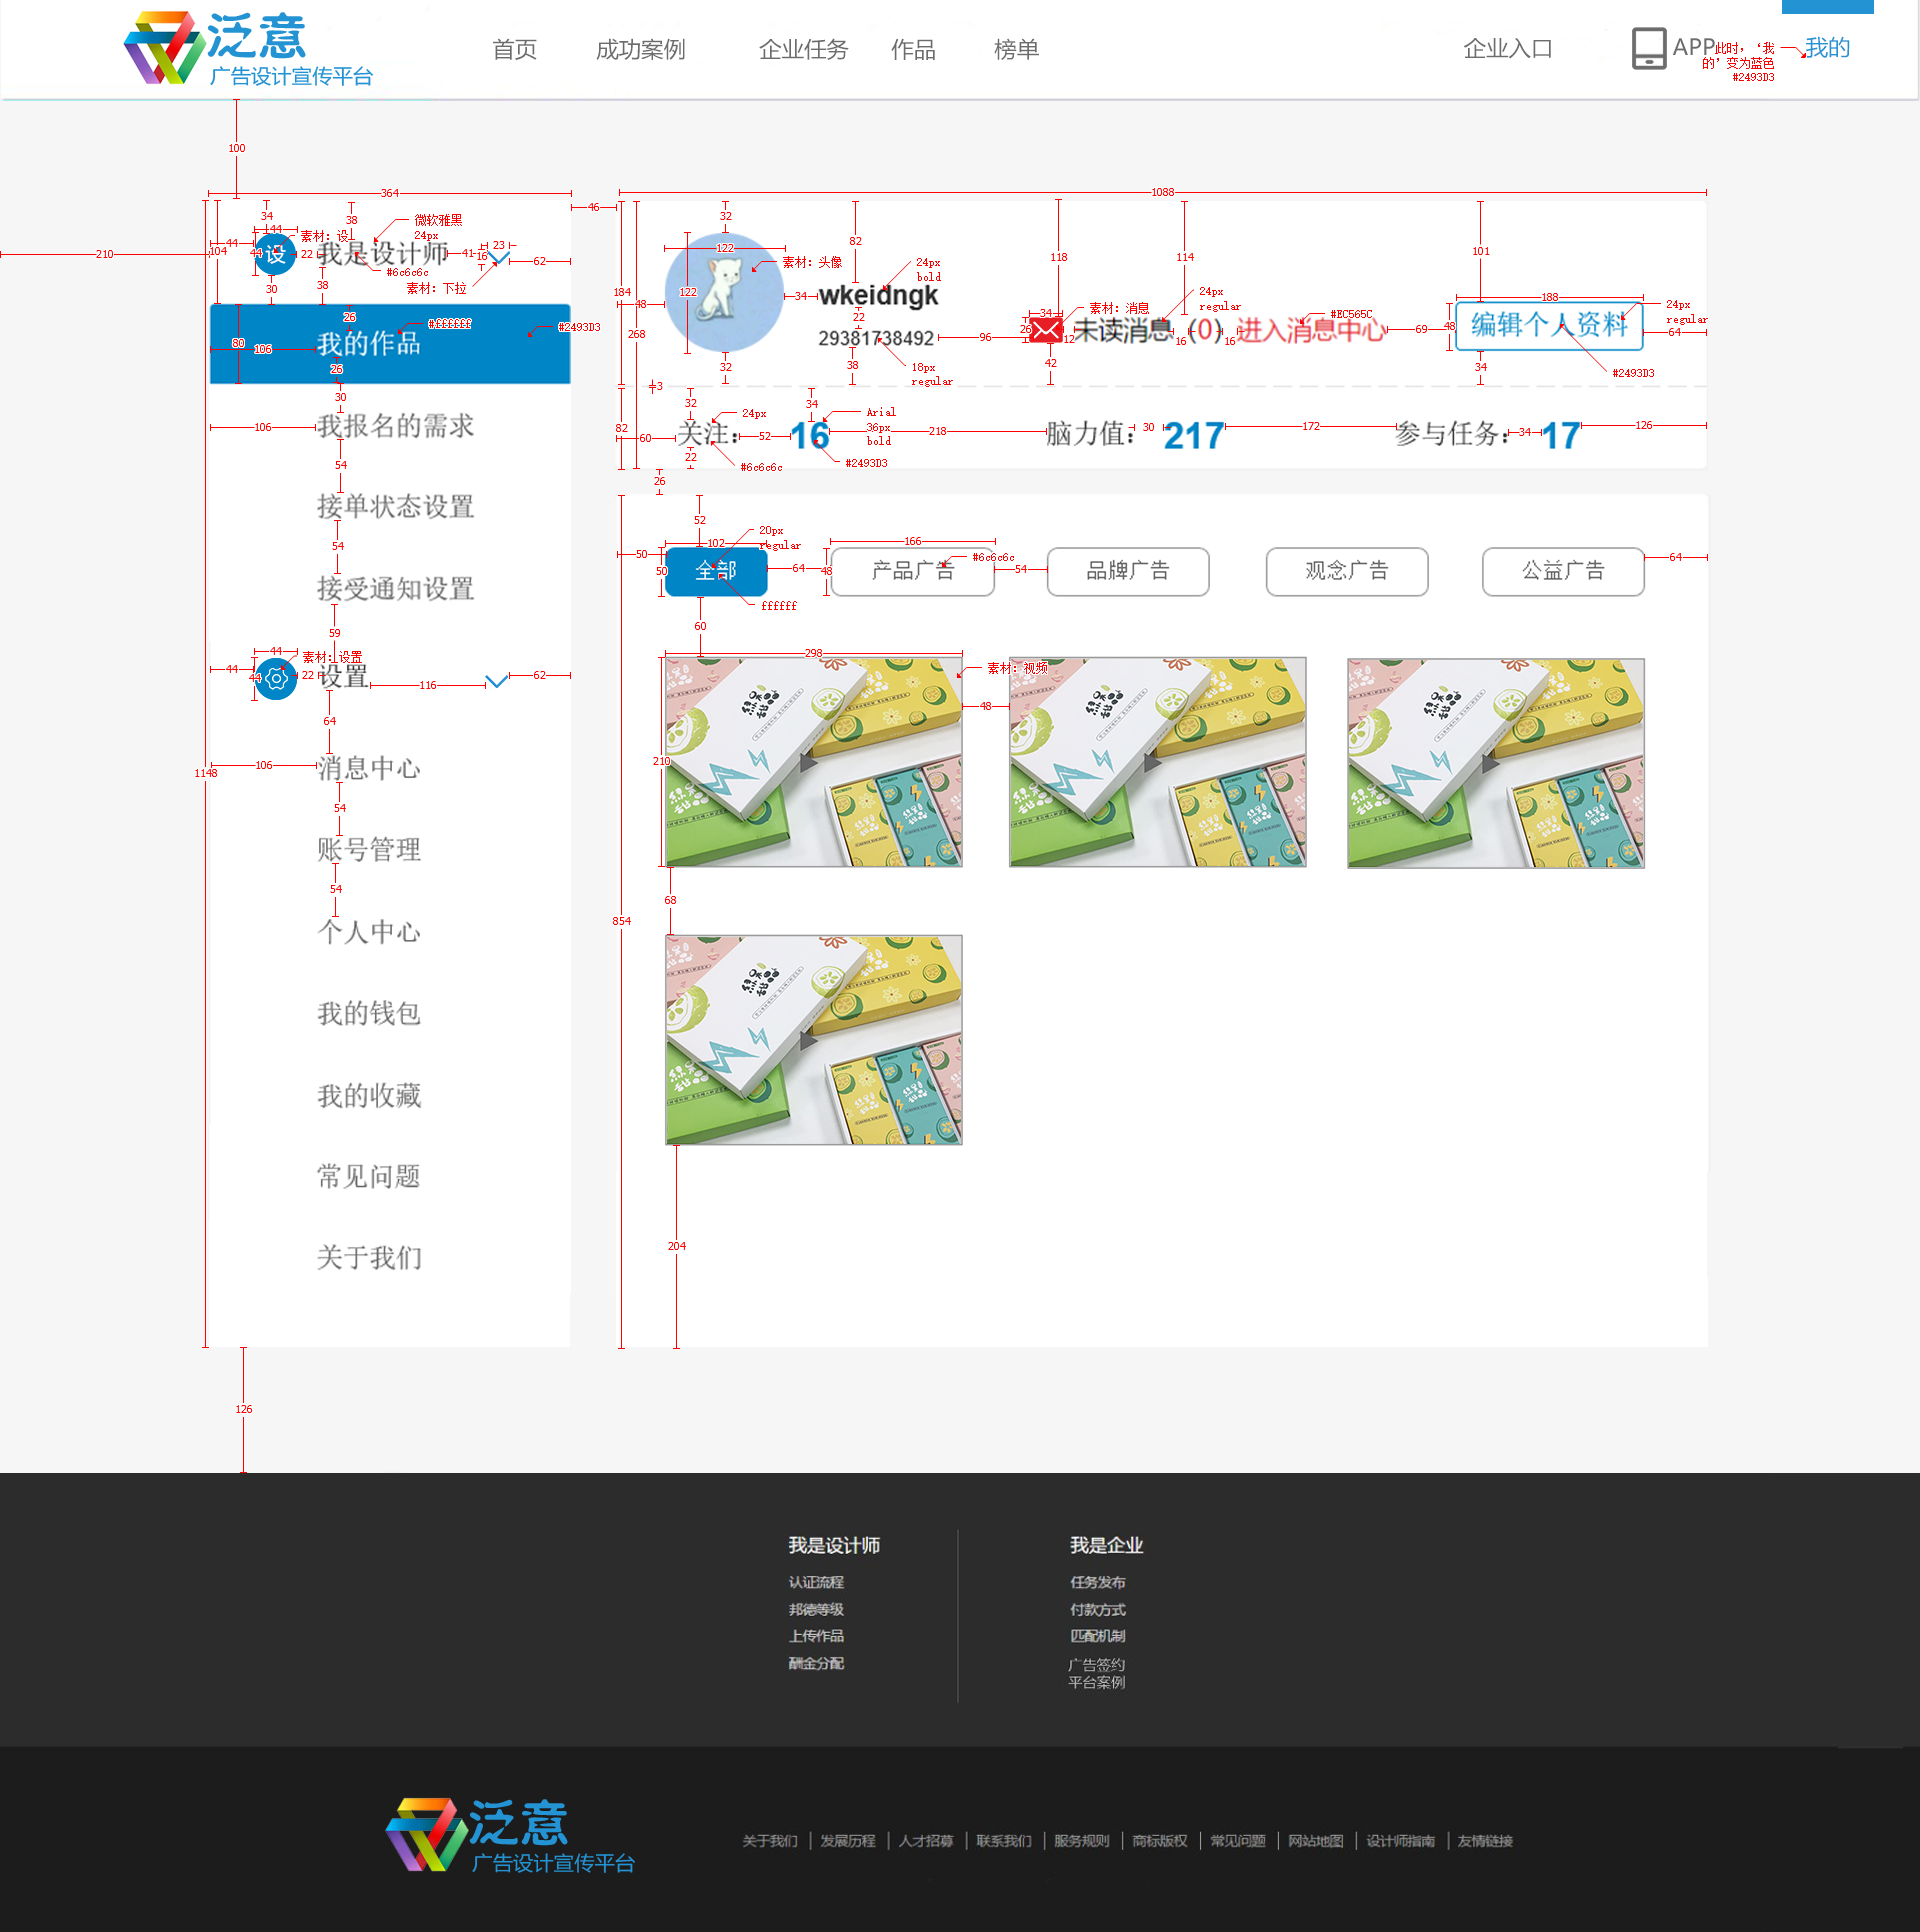 泛意
广告设计宣传平台
首页 成功案例 企业任务 作品 榜单 企业入口 APP 我的
此时，‘我
的’变为蓝色
#2493D3
100
364
1088
46
210
34
44
38
微软雅黑
24px
素材：设
44
104
44
设
22
我是设计师
41
23
16
62
#6c6c6c
素材：下拉
30
38
80
106
26
我的作品
26
#ffffff
#2493D3
30
106
我报名的需求
54
接单状态设置
54
接受通知设置
59
44
44
44
素材：设置
22
设置
116
62
64
1148
106
消息中心
54
账号管理
54
个人中心
我的钱包
我的收藏
常见问题
关于我们
126
32
122
122
素材：头像
184
48
268
34
82
24px
bold
wkeidngk
22
29381738492
96
18px
regular
38
32
118
114
34
26
素材：消息
12
未读消息
(0)
进入消息中心
24px
regular
16
16
#EC565C
42
69
101
188
48
编辑个人资料
24px
regular
64
34
#2493D3
3
82
60
32
24px
关注：
52
16
34
Arial
36px
bold
218
22
#6c6c6c
#2493D3
脑力值：
30
217
172
参与任务：
34
17
126
26
52
20px
regular
50
102
50
全部
64
ffffff
166
48
产品广告
#6c6c6c
54
品牌广告
观念广告
公益广告
64
60
298
素材：视频
48
210
68
854
204
我是设计师
认证流程
邦德等级
上传作品
酬金分配
我是企业
任务发布
付款方式
匹配机制
广告签约
平台案例
泛意
广告设计宣传平台
关于我们 | 发展历程 | 人才招募 | 联系我们 | 服务规则 | 商标版权 | 常见问题 | 网站地图 | 设计师指南 | 友情链接